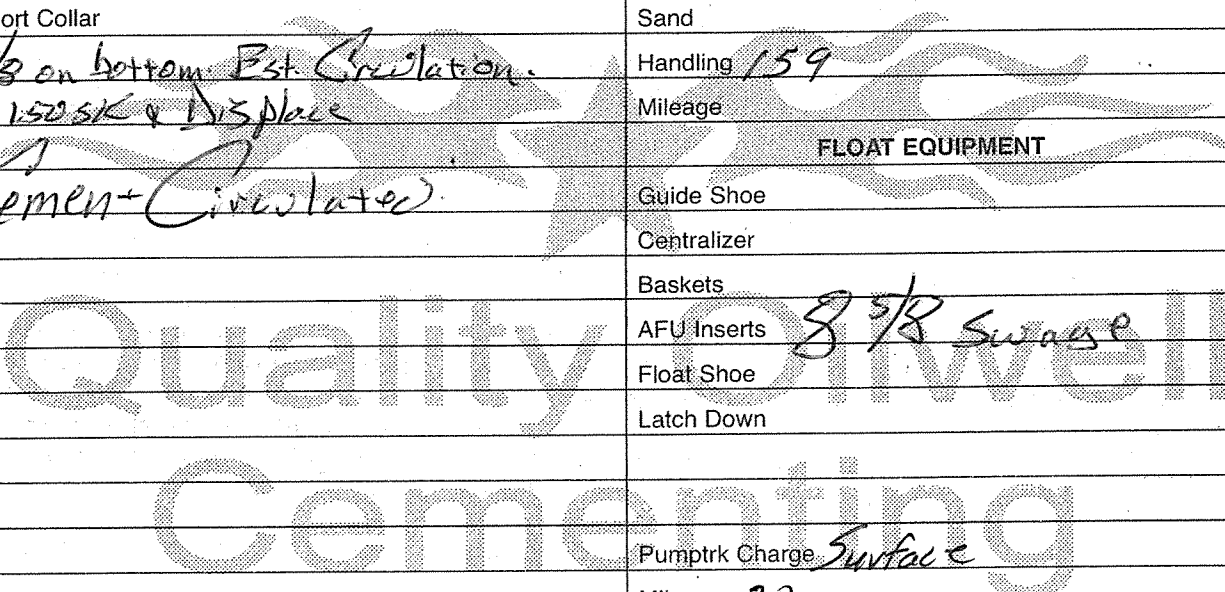 ort Collar
8 on bottom Est. Circulation.
150 SK & Displace
ement Circulated.
Sand
Handling 159
Mileage
FLOAT EQUIPMENT
Guide Shoe
Centralizer
Baskets
AFU Inserts 8 5/8 Swage
Float Shoe
Latch Down
Pumptrk Charge Surface
Quality Oilwell
Cementing